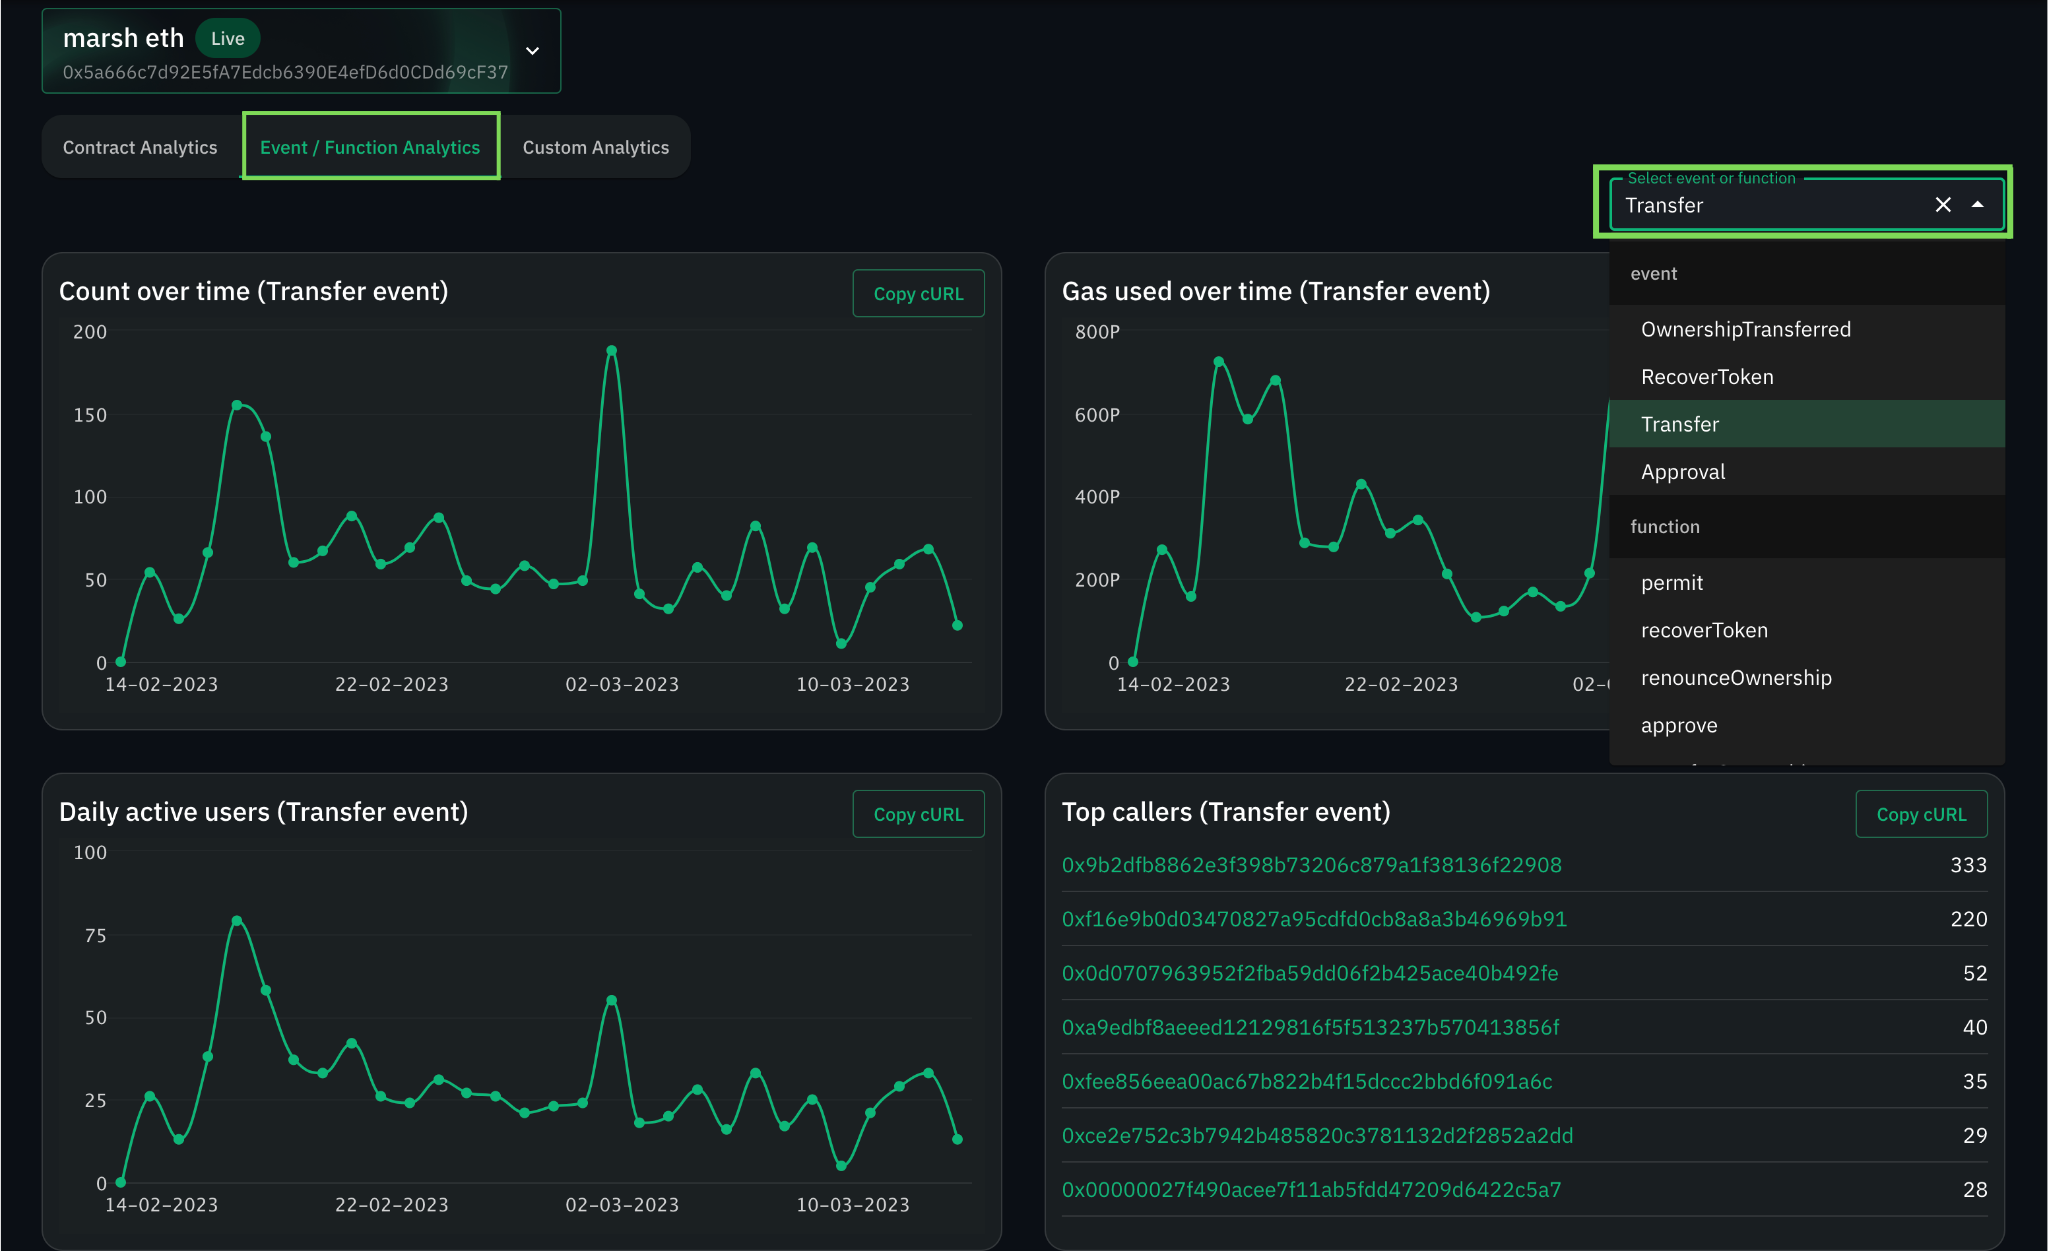 marsh eth Live
0x5a666c7d92E5fA7Edcb6390E4efD6d0CDd69cF37
Contract Analytics Event / Function Analytics Custom Analytics
Select event or function
Transfer
event
OwnershipTransferred
RecoverToken
Transfer
Approval
function
permit
recoverToken
renounceOwnership
approve
Count over time (Transfer event) Copy cURL
200
150
100
50
0
14-02-2023 22-02-2023 02-03-2023 10-03-2023
Gas used over time (Transfer event)
800P
600P
400P
200P
0
14-02-2023 22-02-2023 02-0
Daily active users (Transfer event) Copy cURL
100
75
50
25
0
14-02-2023 22-02-2023 02-03-2023 10-03-2023
Top callers (Transfer event) Copy cURL
0x9b2dfb8862e3f398b73206c879a1f38136f22908 333
0xf16e9b0d03470827a95cdfd0cb8a8a3b46969b91 220
0x0d0707963952f2fba59dd06f2b425ace40b492fe 52
0xa9edbf8aeeed12129816f5f513237b570413856f 40
0xfee856eea00ac67b822b4f15dccc2bbd6f091a6c 35
0xce2e752c3b7942b485820c3781132d2f2852a2dd 29
0x00000027f490acee7f11ab5fdd47209d6422c5a7 28